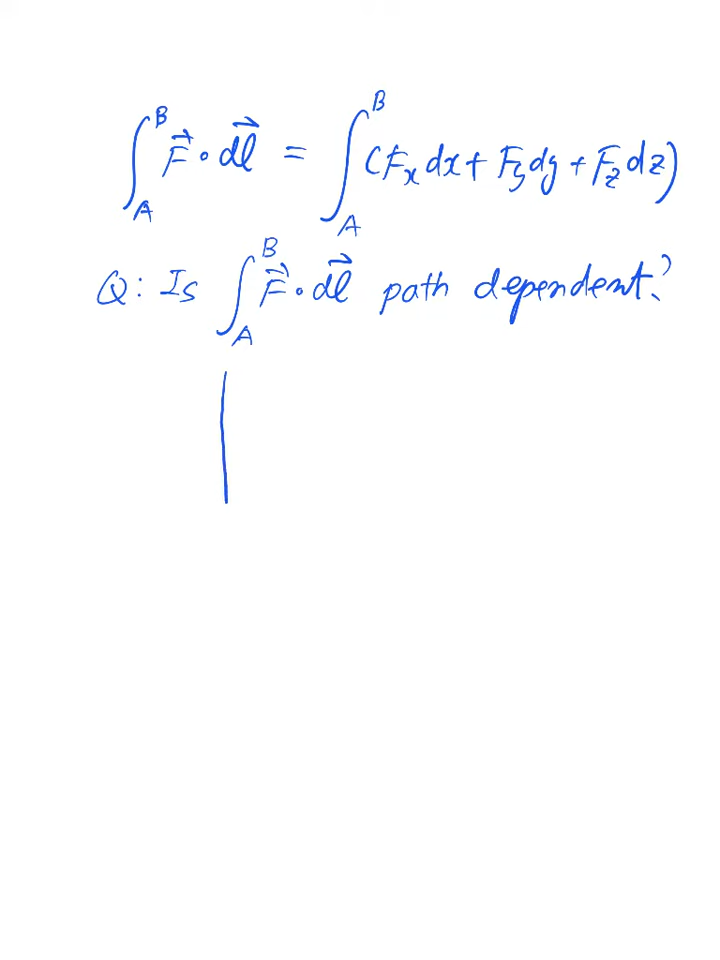 ∫_A^B F⃗ · dl⃗ = ∫_A^B (F_x dx + F_y dy + F_z dz)
Q: Is ∫_A^B F⃗ · dl⃗ path dependent?